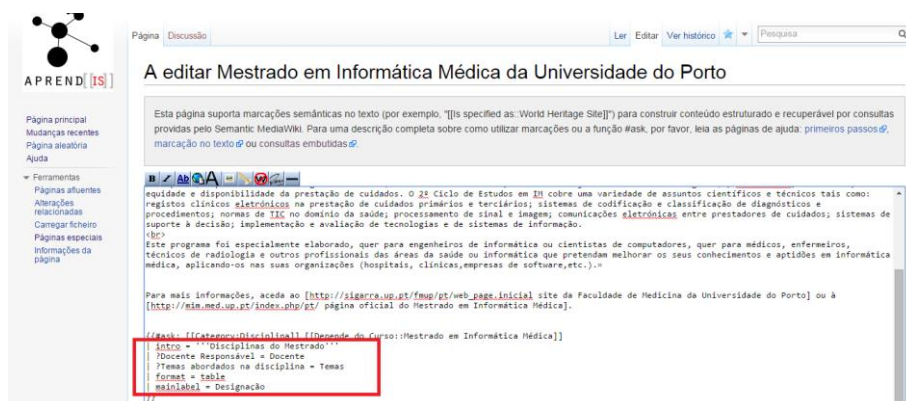 Página Discussão
Ler Editar Ver histórico Pesquisa
APREND[[IS]]
A editar Mestrado em Informática Médica da Universidade do Porto
Página principal
Mudanças recentes
Página aleatória
Ajuda
Ferramentas
Páginas afluentes
Alterações
relacionadas
Carregar ficheiro
Páginas especiais
Informações da
página
Esta página suporta marcações semânticas no texto (por exemplo, "[[Is specified as::World Heritage Site]]") para construir conteúdo estruturado e recuperável por consultas
providas pelo Semantic MediaWiki. Para uma descrição completa sobre como utilizar marcações ou a função #ask, por favor, leia as páginas de ajuda: primeiros passos,
marcação no texto ou consultas embutidas.
B I Ab A W
equidade e disponibilidade da prestação de cuidados. O 2º Ciclo de Estudos em IM cobre uma variedade de assuntos científicos e técnicos tais como:
registos clínicos eletrónicos na prestação de cuidados primários e terciários; sistemas de codificação e classificação de diagnósticos e
procedimentos; normas de TIC no domínio da saúde; processamento de sinal e imagem; comunicações eletrónicas entre prestadores de cuidados; sistemas de
suporte à decisão; implementação e avaliação de tecnologias e de sistemas de informação.
<br>
Este programa foi especialmente elaborado, quer para engenheiros de informática ou cientistas de computadores, quer para médicos, enfermeiros,
técnicos de radiologia e outros profissionais das áreas da saúde ou informática que pretendam melhorar os seus conhecimentos e aptidões em informática
médica, aplicando-os nas suas organizações (hospitais, clínicas,empresas de software,etc.).»
Para mais informações, aceda ao [http://sigarra.up.pt/fmup/pt/web_page.inicial site da Faculdade de Medicina da Universidade do Porto] ou à
[http://mim.med.up.pt/index.php/pt/ página oficial do Mestrado em Informática Médica].
{{#ask: [[Category:Disciplina]] [[Depende do Curso::Mestrado em Informática Médica]]
| intro = '''Disciplinas do Mestrado'''
| ?Docente Responsável = Docente
| ?Temas abordados na disciplina = Temas
| format = table
| mainlabel = Designação